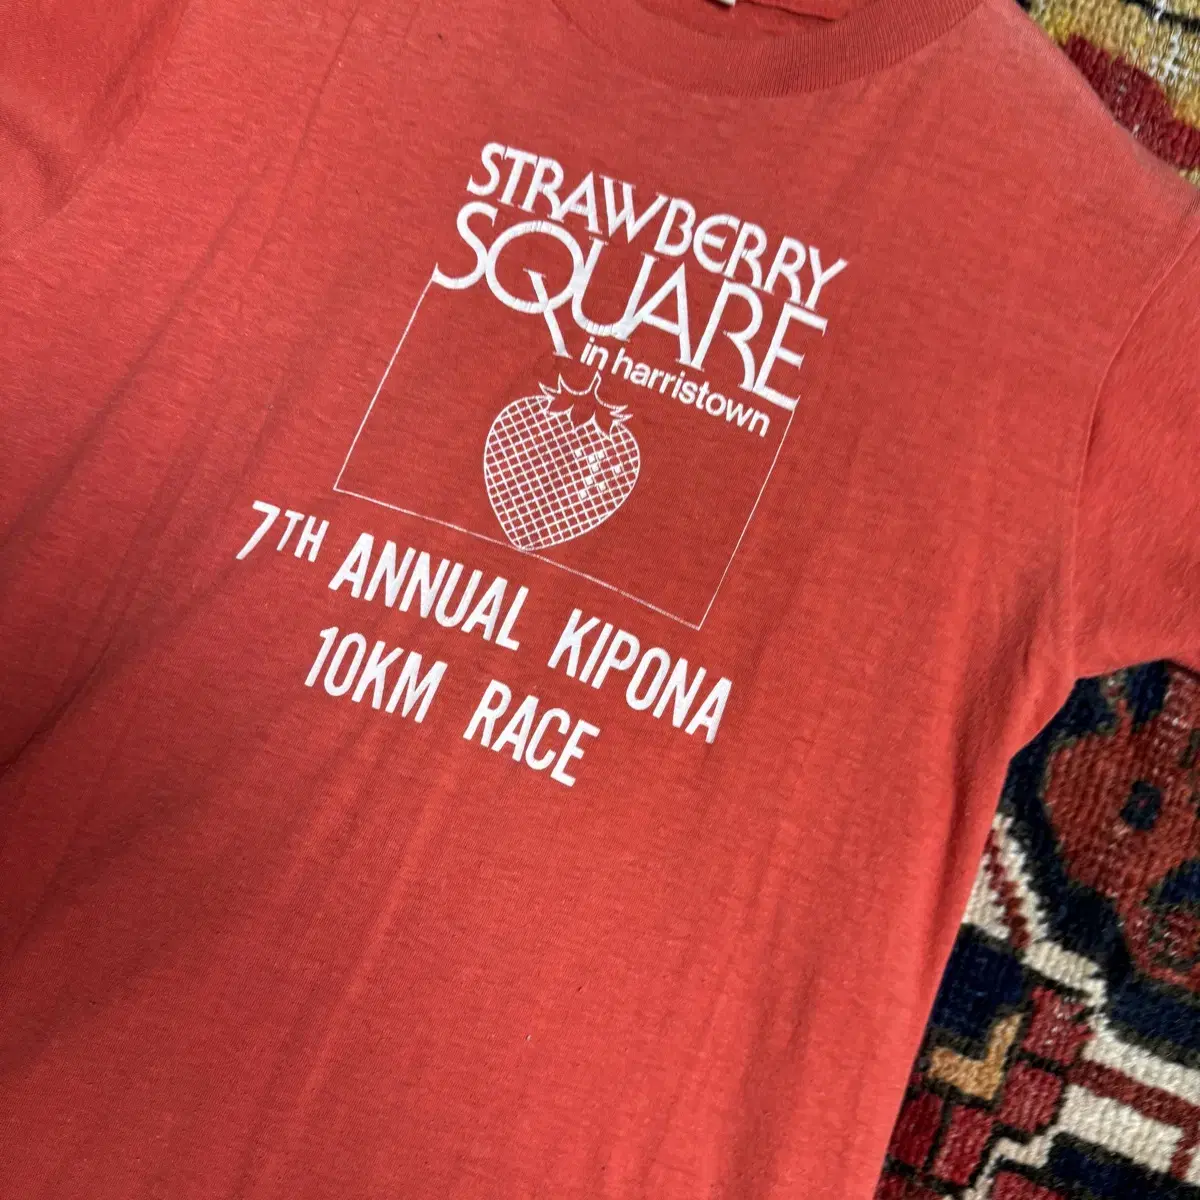 STRAWBERRY
SQUARE
in harristown
7TH ANNUAL KIPONA
10KM RACE